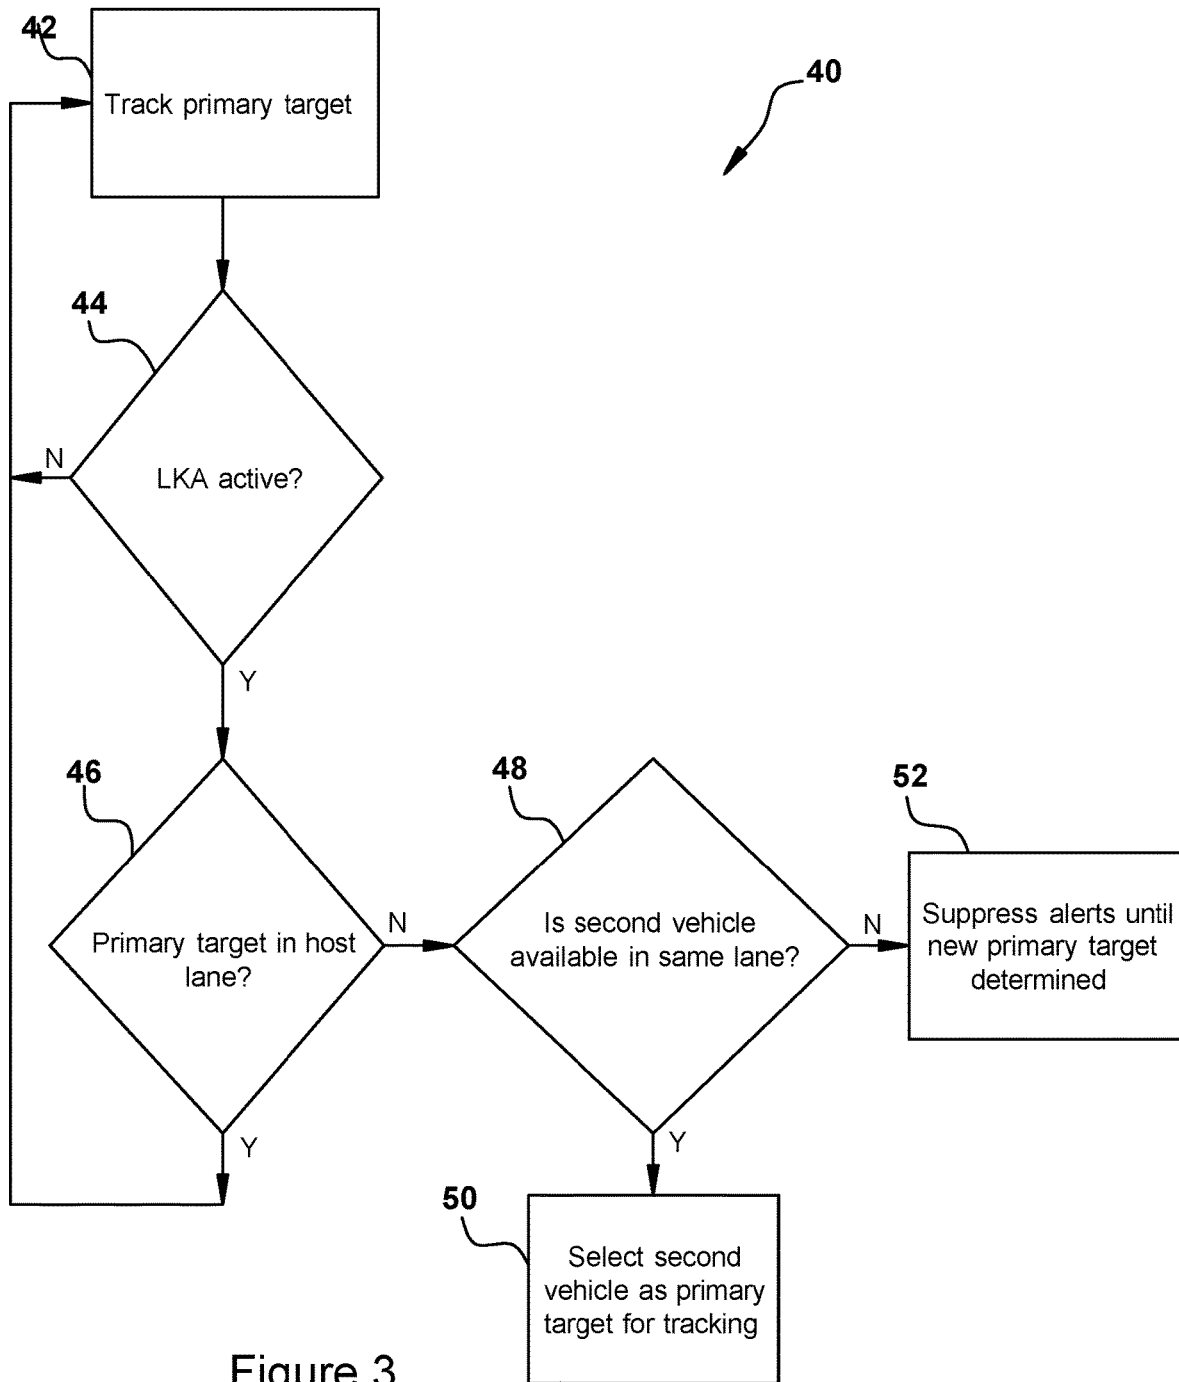 42
Track primary target
40
44
LKA active?
N
Y
46
Primary target in host
lane?
N
Y
48
Is second vehicle
available in same lane?
N
Y
52
Suppress alerts until
new primary target
determined
50
Select second
vehicle as primary
target for tracking
Figure 3